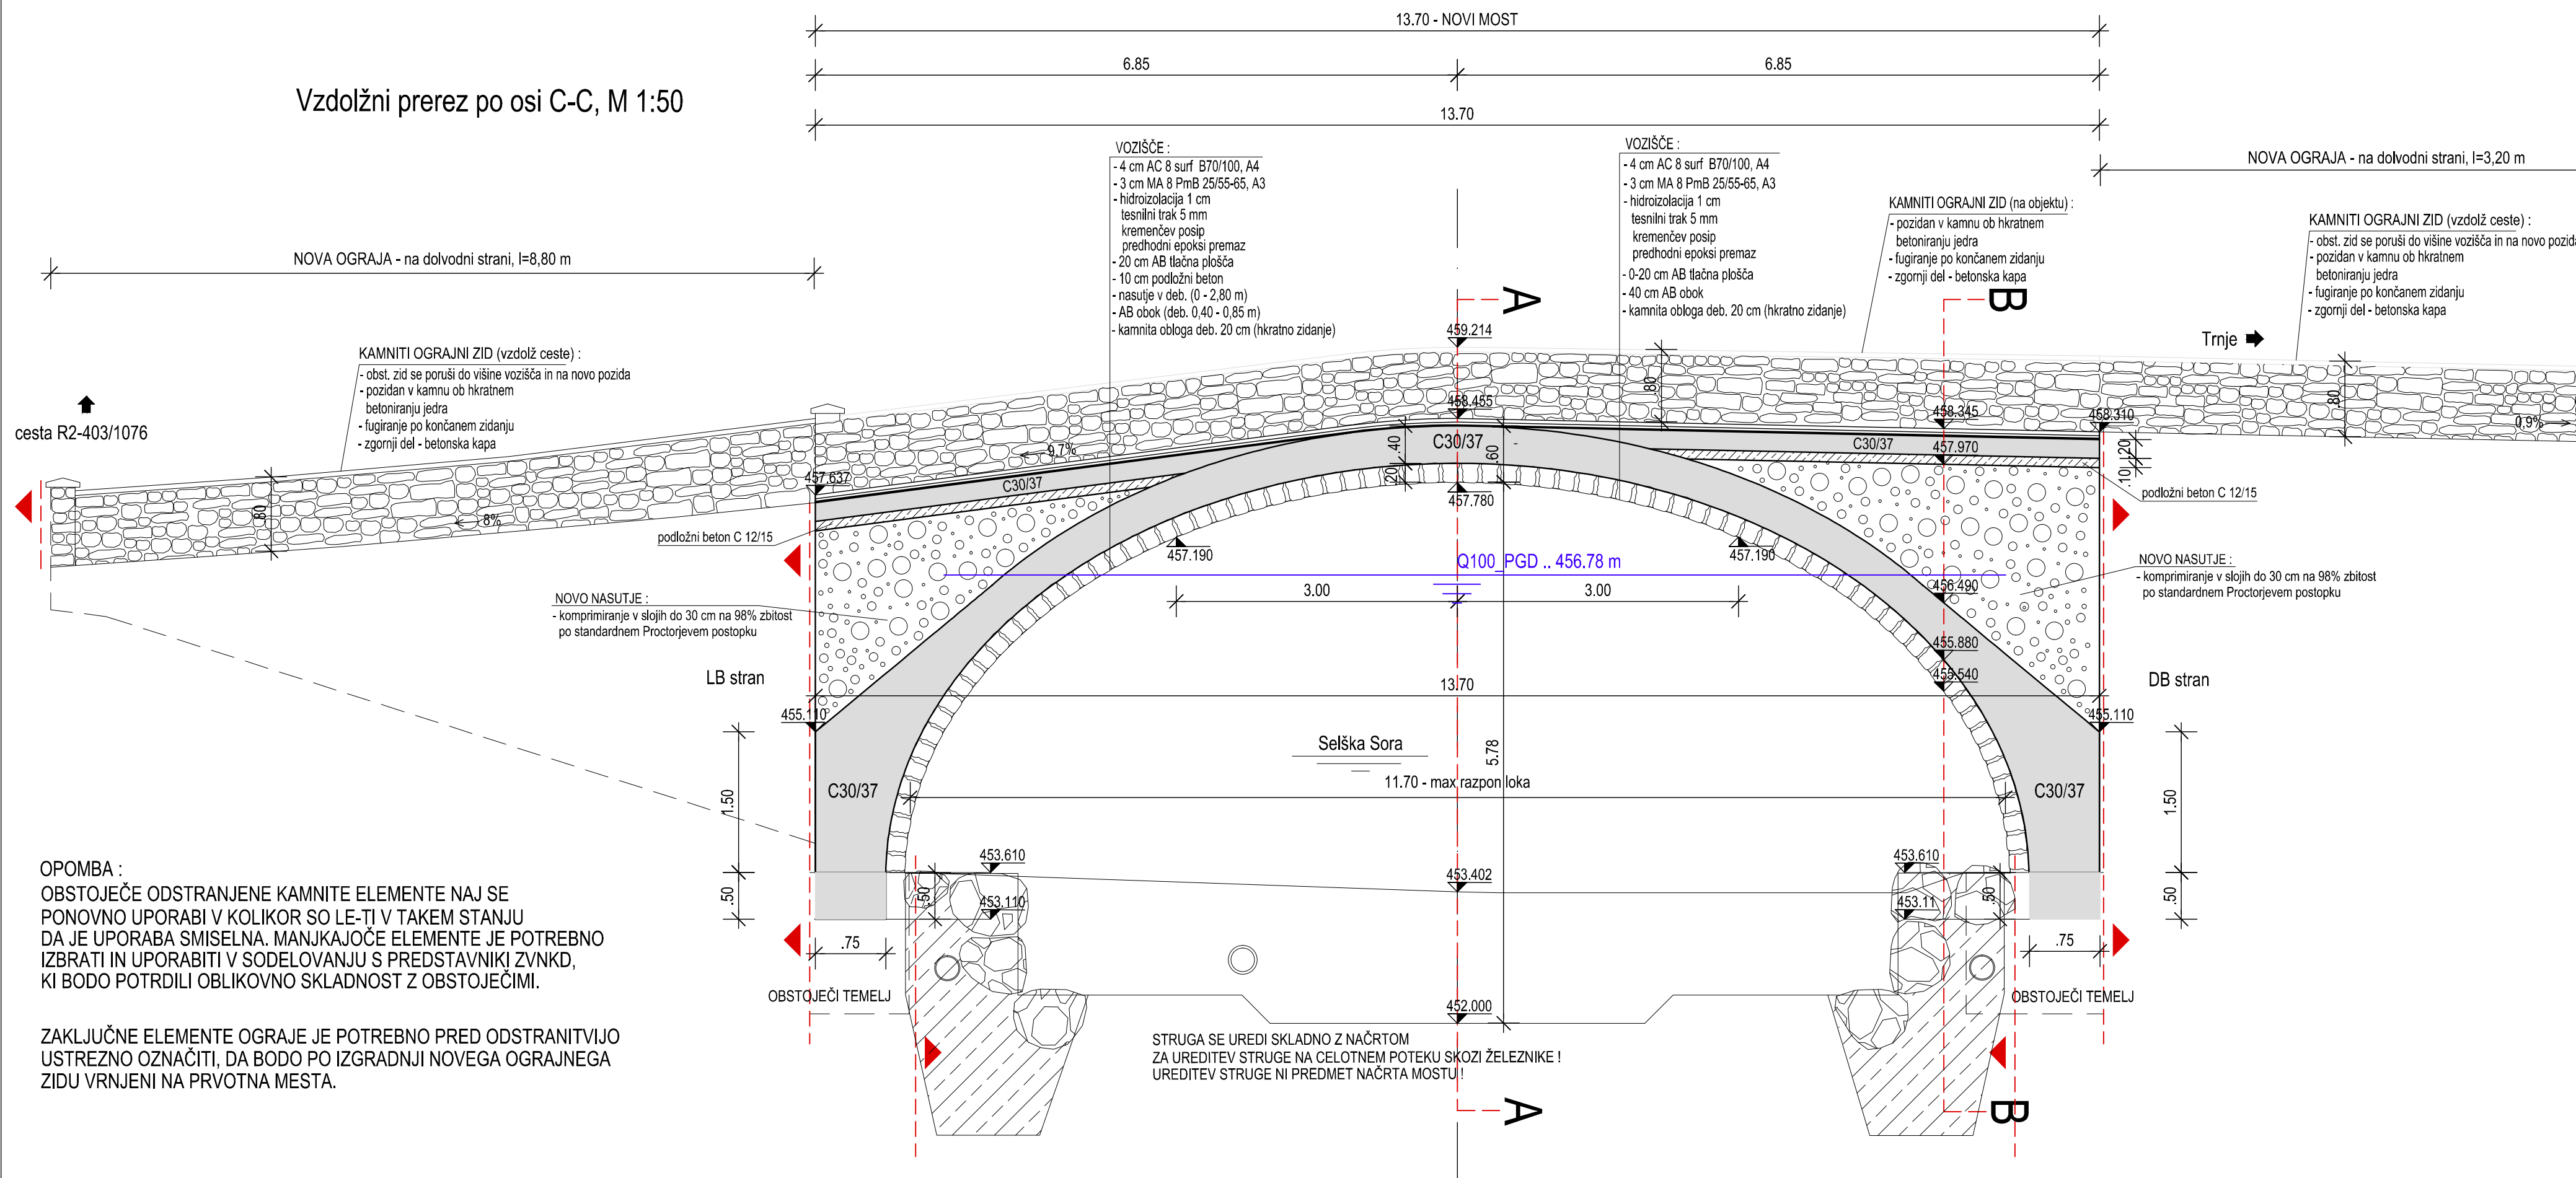 13.70 - NOVI MOST
6.85
6.85
Vzdolžni prerez po osi C-C, M 1:50
13.70
NOVA OGRAJA - na dolvodni strani, l=3,20 m
NOVA OGRAJA - na dolvodni strani, l=8,80 m
VOZIŠČE :
- 4 cm AC 8 surf B70/100, A4
- 3 cm MA 8 PmB 25/55-65, A3
- hidroizolacija 1 cm
tesnilni trak 5 mm
kremenčev posip
predhodni epoksi premaz
- 20 cm AB tlačna plošča
- 10 cm podložni beton
- nasutje v deb. (0 - 2,80 m)
- AB obok (deb. 0,40 - 0,85 m)
- kamnita obloga deb. 20 cm (hkratno zidanje)
VOZIŠČE :
- 4 cm AC 8 surf B70/100, A4
- 3 cm MA 8 PmB 25/55-65, A3
- hidroizolacija 1 cm
tesnilni trak 5 mm
kremenčev posip
predhodni epoksi premaz
- 0-20 cm AB tlačna plošča
- 40 cm AB obok
- kamnita obloga deb. 20 cm (hkratno zidanje)
KAMNITI OGRAJNI ZID (na objektu) :
- pozidan v kamnu ob hkratnem
betoniranju jedra
- fugiranje po končanem zidanju
- zgornji del - betonska kapa
KAMNITI OGRAJNI ZID (vzdolž ceste) :
- obst. zid se poruši do višine vozišča in na novo pozida
- pozidan v kamnu ob hkratnem
betoniranju jedra
- fugiranje po končanem zidanju
- zgornji del - betonska kapa
A
B
Trnje
459.214
KAMNITI OGRAJNI ZID (vzdolž ceste) :
- obst. zid se poruši do višine vozišča in na novo pozida
- pozidan v kamnu ob hkratnem
betoniranju jedra
- fugiranje po končanem zidanju
- zgornji del - betonska kapa
cesta R2-403/1076
.80
.80
458.455
458.345
458.310
0,9%
C30/37
.40
.20
.60
C30/37
457.970
.20
.10
9,7%
457.637
C30/37
457.780
podložni beton C 12/15
.80
8%
podložni beton C 12/15
457.190
457.190
Q100_PGD .. 456.78 m
3.00
3.00
456.490
NOVO NASUTJE :
- komprimiranje v slojih do 30 cm na 98% zbitost
po standardnem Proctorjevem postopku
NOVO NASUTJE :
- komprimiranje v slojih do 30 cm na 98% zbitost
po standardnem Proctorjevem postopku
455.880
455.540
LB stran
13.70
DB stran
455.110
455.110
Selška Sora
5.78
11.70 - max razpon loka
C30/37
C30/37
1.50
1.50
453.610
453.610
453.402
.50
.50
453.110
453.11
.50
.50
.75
.75
OBSTOJEČI TEMELJ
OBSTOJEČI TEMELJ
452.000
OPOMBA :
OBSTOJEČE ODSTRANJENE KAMNITE ELEMENTE NAJ SE
PONOVNO UPORABI V KOLIKOR SO LE-TI V TAKEM STANJU
DA JE UPORABA SMISELNA. MANJKAJOČE ELEMENTE JE POTREBNO
IZBRATI IN UPORABITI V SODELOVANJU S PREDSTAVNIKI ZVNKD,
KI BODO POTRDILI OBLIKOVNO SKLADNOST Z OBSTOJEČIMI.
ZAKLJUČNE ELEMENTE OGRAJE JE POTREBNO PRED ODSTRANITVIJO
USTREZNO OZNAČITI, DA BODO PO IZGRADNJI NOVEGA OGRAJNEGA
ZIDU VRNJENI NA PRVOTNA MESTA.
STRUGA SE UREDI SKLADNO Z NAČRTOM
ZA UREDITEV STRUGE NA CELOTNEM POTEKU SKOZI ŽELEZNIKE !
UREDITEV STRUGE NI PREDMET NAČRTA MOSTU !
A
B